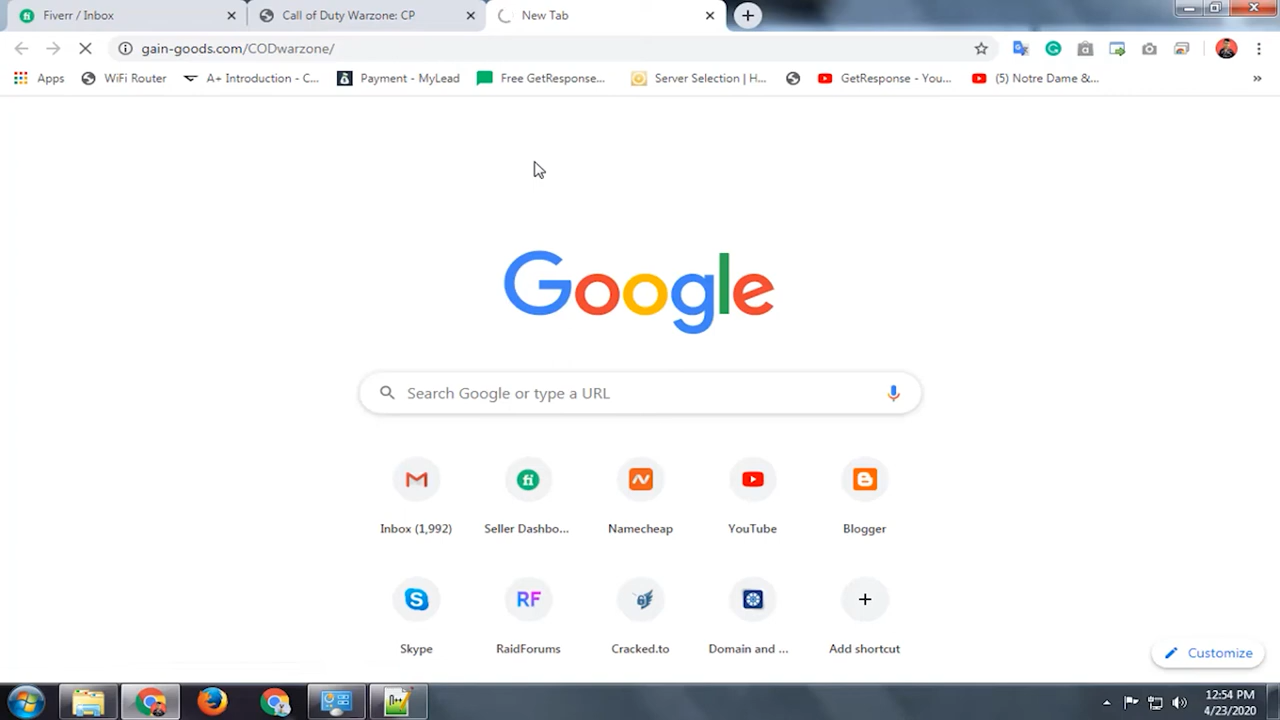 Fiverr / Inbox
Call of Duty Warzone: CP
New Tab
gain-goods.com/CODwarzone/
Apps
WiFi Router
A+ Introduction - C...
Payment - MyLead
Free GetResponse...
Server Selection | H...
GetResponse - You...
(5) Notre Dame &...
»
Google
Search Google or type a URL
Inbox (1,992)
Seller Dashbo...
Namecheap
YouTube
Blogger
RF
Skype
RaidForums
Cracked.to
Domain and ...
Add shortcut
Customize
12:54 PM
4/23/2020